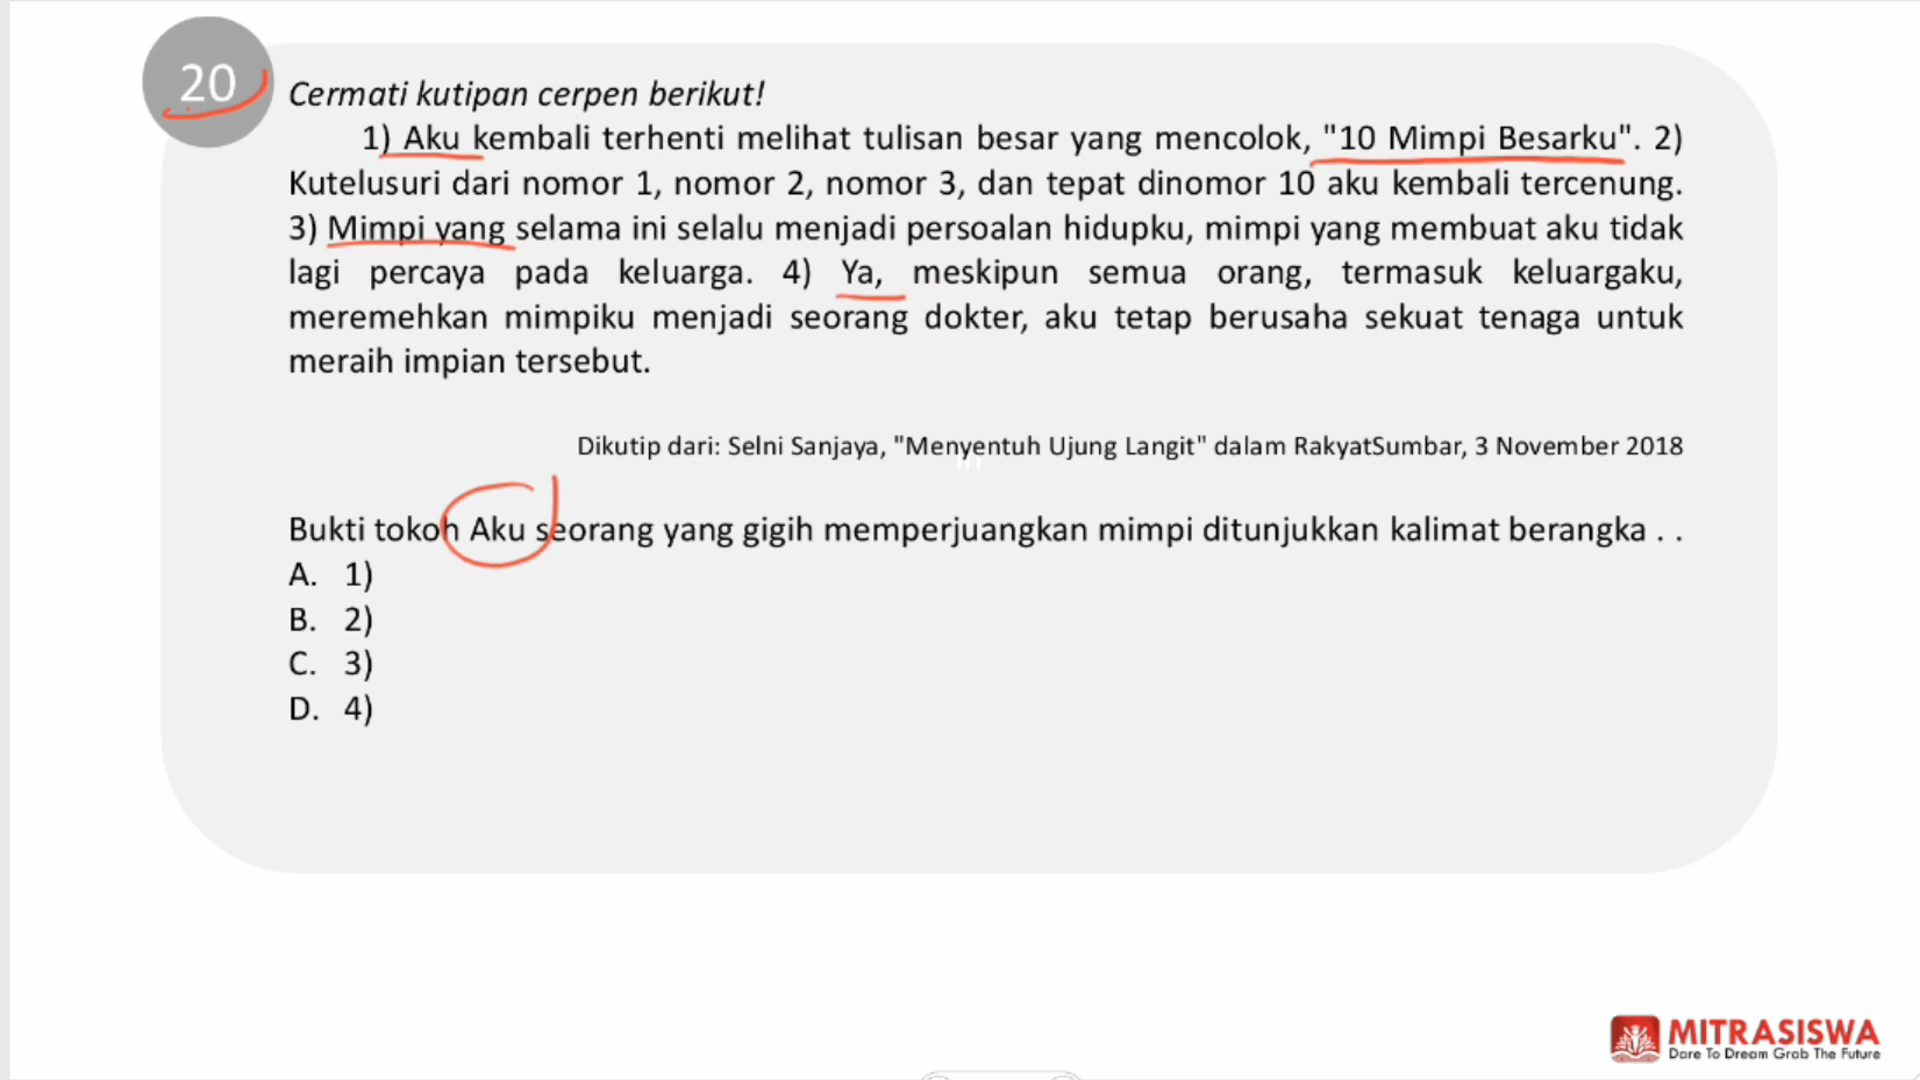 20
Cermati kutipan cerpen berikut!
1) Aku kembali terhenti melihat tulisan besar yang mencolok, "10 Mimpi Besarku". 2)
Kutelusuri dari nomor 1, nomor 2, nomor 3, dan tepat dinomor 10 aku kembali tercenung.
3) Mimpi yang selama ini selalu menjadi persoalan hidupku, mimpi yang membuat aku tidak
lagi percaya pada keluarga. 4) Ya, meskipun semua orang, termasuk keluargaku,
meremehkan mimpiku menjadi seorang dokter, aku tetap berusaha sekuat tenaga untuk
meraih impian tersebut.
Dikutip dari: Selni Sanjaya, "Menyentuh Ujung Langit" dalam RakyatSumbar, 3 November 2018
Bukti tokoh Aku seorang yang gigih memperjuangkan mimpi ditunjukkan kalimat berangka . .
A. 1)
B. 2)
C. 3)
D. 4)
MITRASISWA
Dare To Dream Grab The Future